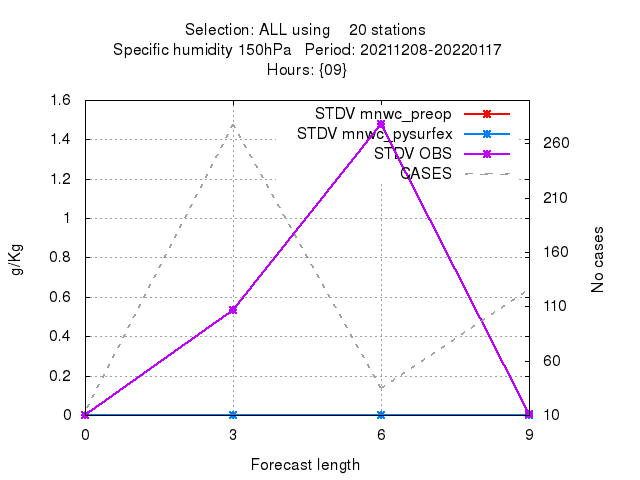 Selection: ALL using    20 stations
Specific humidity 150hPa   Period: 20211208-20220117
Hours: {09}
STDV mnwc_preop
STDV mnwc_pysurfex
STDV OBS
CASES
1.6
1.4
1.2
1
0.8
0.6
0.4
0.2
0
g/Kg
260
210
160
110
60
10
No cases
0 3 6 9
Forecast length